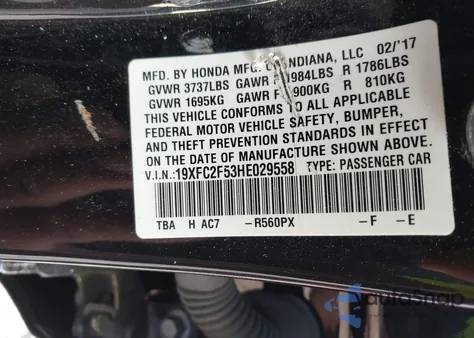 MFD. BY HONDA MFG. OF INDIANA, LLC 02/'17
GVWR 3737LBS GAWR F 1984LBS R 1786LBS
GVWR 1695KG GAWR F 900KG R 810KG
THIS VEHICLE CONFORMS TO ALL APPLICABLE
FEDERAL MOTOR VEHICLE SAFETY, BUMPER,
AND THEFT PREVENTION STANDARDS IN EFFECT
ON THE DATE OF MANUFACTURE SHOWN ABOVE.
V.I.N.:19XFC2F53HE029558 TYPE: PASSENGER CAR
TBA H AC7 -R560PX -F -E
autoSnap